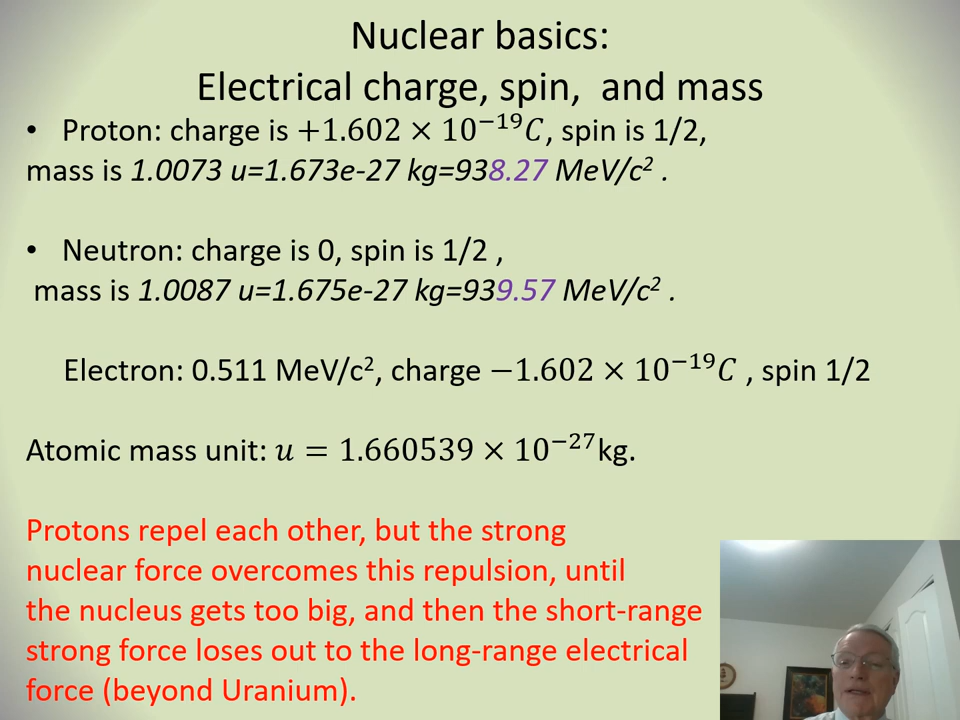 Nuclear basics:
Electrical charge, spin,  and mass
•   Proton: charge is +1.602 × 10⁻¹⁹C, spin is 1/2,
mass is 1.0073 u=1.673e-27 kg=938.27 MeV/c² .
•   Neutron: charge is 0, spin is 1/2 ,
mass is 1.0087 u=1.675e-27 kg=939.57 MeV/c² .
Electron: 0.511 MeV/c², charge −1.602 × 10⁻¹⁹C , spin 1/2
Atomic mass unit: u = 1.660539 × 10⁻²⁷kg.
Protons repel each other, but the strong
nuclear force overcomes this repulsion, until
the nucleus gets too big, and then the short-range
strong force loses out to the long-range electrical
force (beyond Uranium).